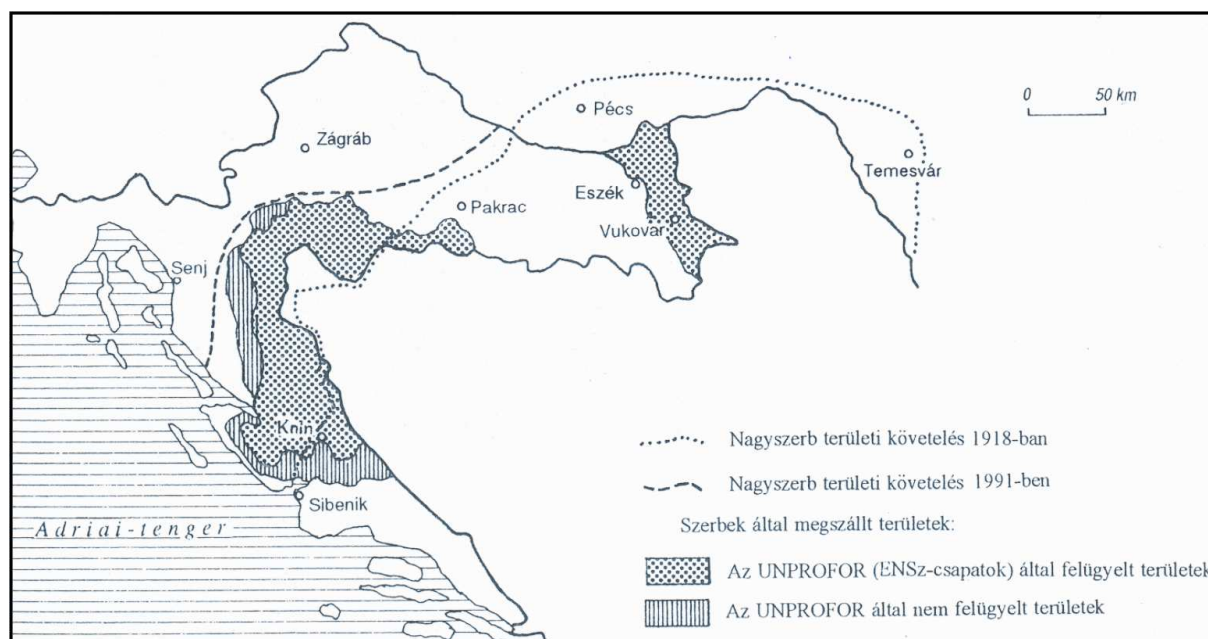 Pécs
0 50 km
Zágráb
Temesvár
Eszék
Pakrac
Vukovár
Senj
Knin
Sibenik
Adriai-tenger
Nagyszerb területi követelés 1918-ban
Nagyszerb területi követelés 1991-ben
Szerbek által megszállt területek:
Az UNPROFOR (ENSz-csapatok) által felügyelt területek
Az UNPROFOR által nem felügyelt területek